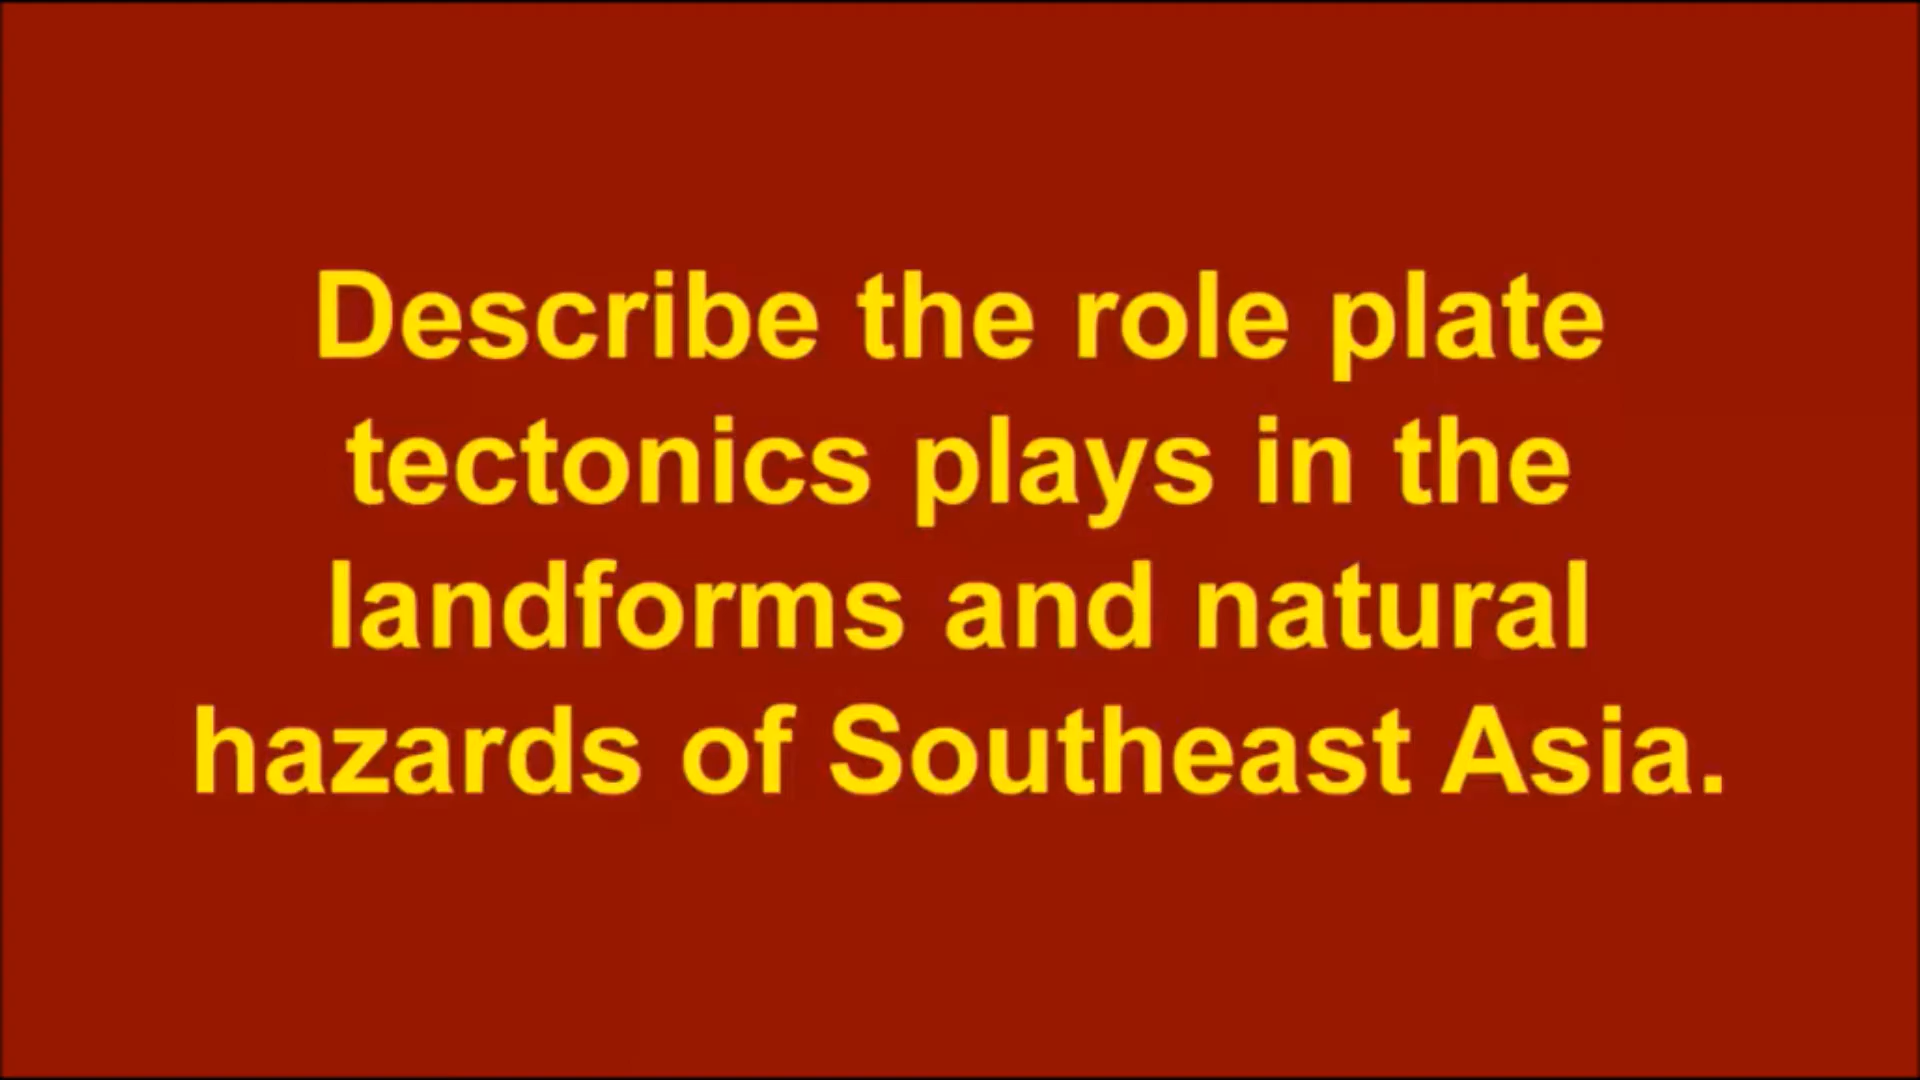 Describe the role plate
tectonics plays in the
landforms and natural
hazards of Southeast Asia.